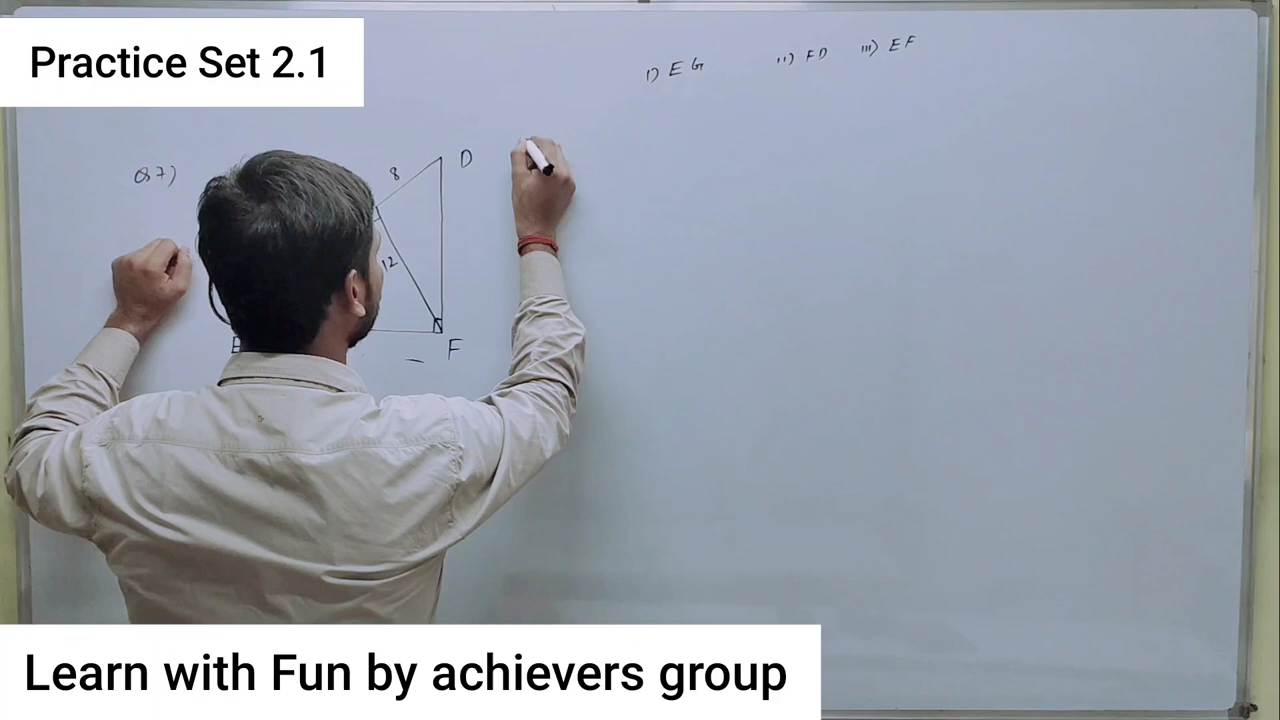 Practice Set 2.1
i) EG ii) FD iii) EF
Q7)
8
D
12
E
F
Learn with Fun by achievers group